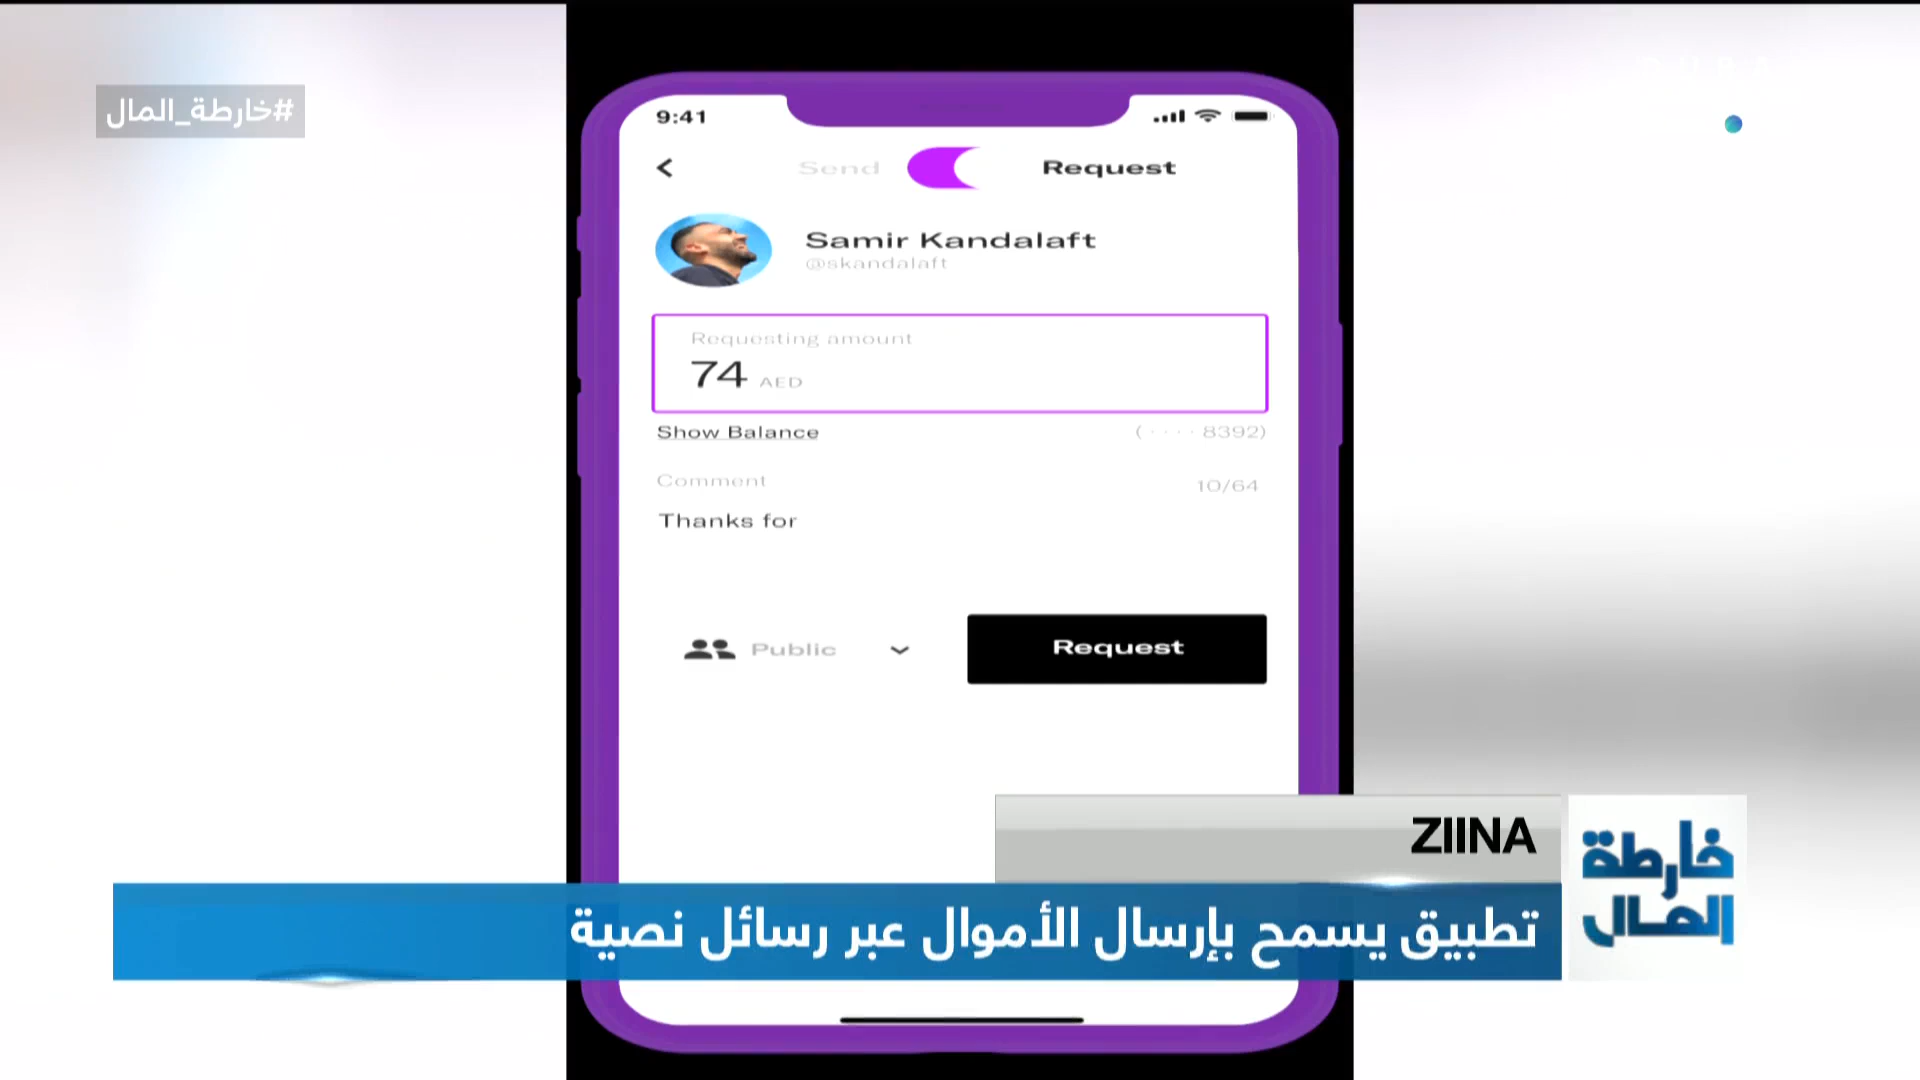 #خارطة_المال
9:41
Send Request
Samir Kandalaft
@skandalaft
Requesting amount
74 AED
Show Balance (···· 8392)
Comment 10/64
Thanks for
Public Request
ZIINA
تطبيق يسمح بإرسال الأموال عبر رسائل نصية
خارطة
المال